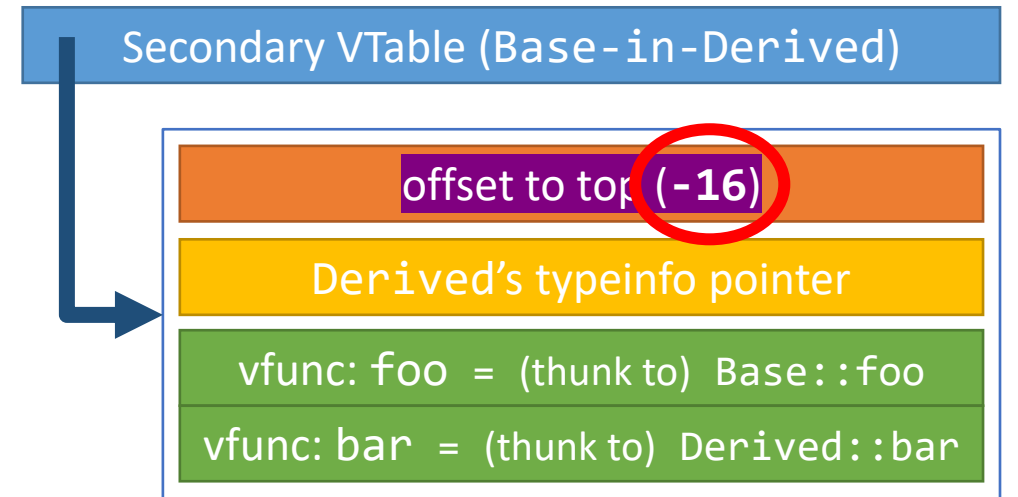 Secondary VTable (Base-in-Derived)
offset to top (-16)
Derived’s typeinfo pointer
vfunc: foo = (thunk to) Base::foo
vfunc: bar = (thunk to) Derived::bar